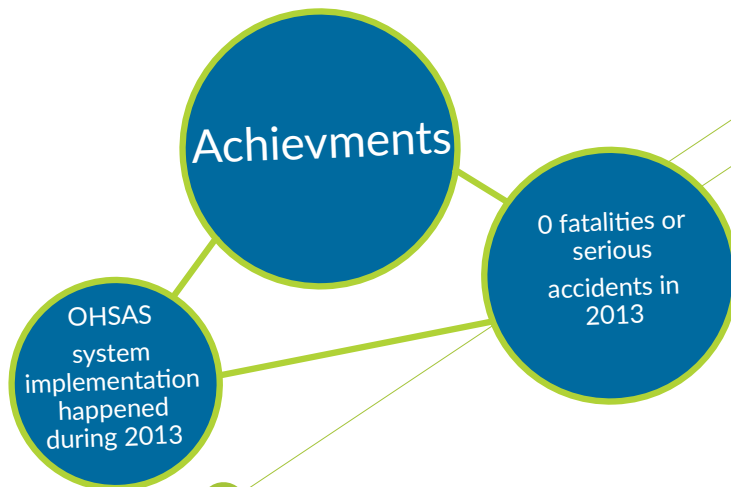 Achievments
0 fatalities or
serious
accidents in
2013
OHSAS
system
implementation
happened
during 2013